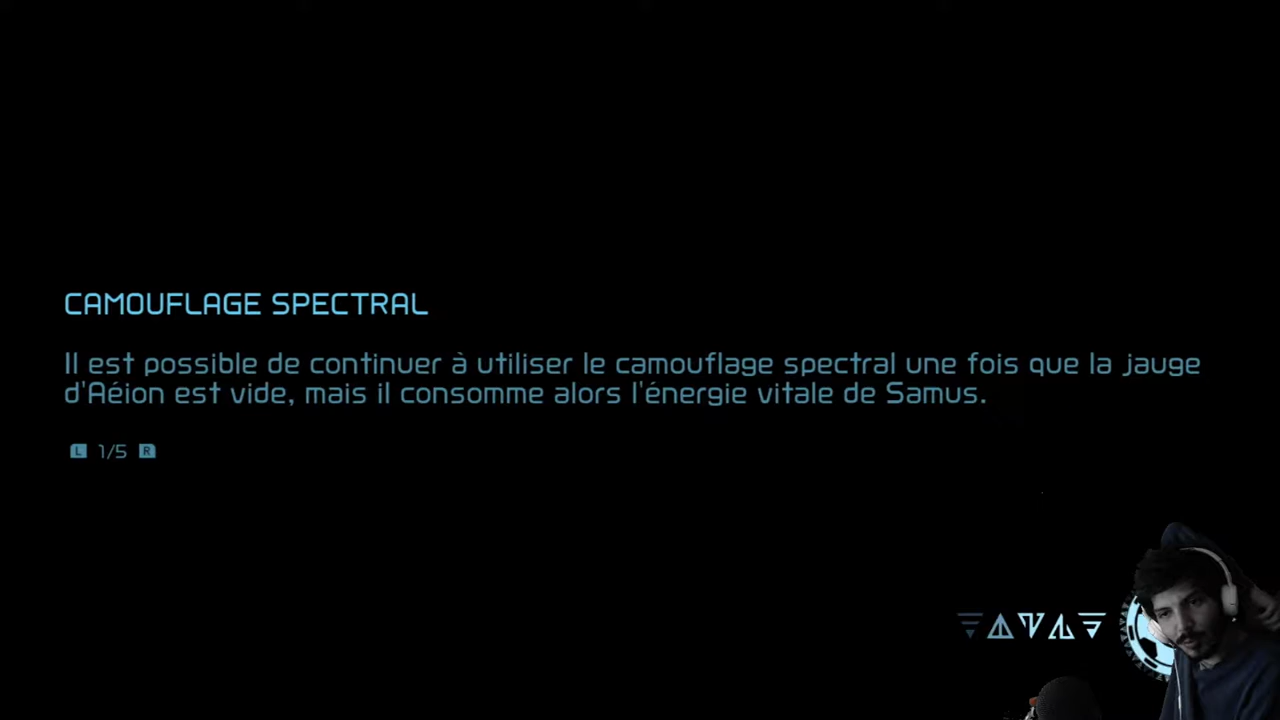 CAMOUFLAGE SPECTRAL
Il est possible de continuer à utiliser le camouflage spectral une fois que la jauge
d'Aéion est vide, mais il consomme alors l'énergie vitale de Samus.
L 1/5 R